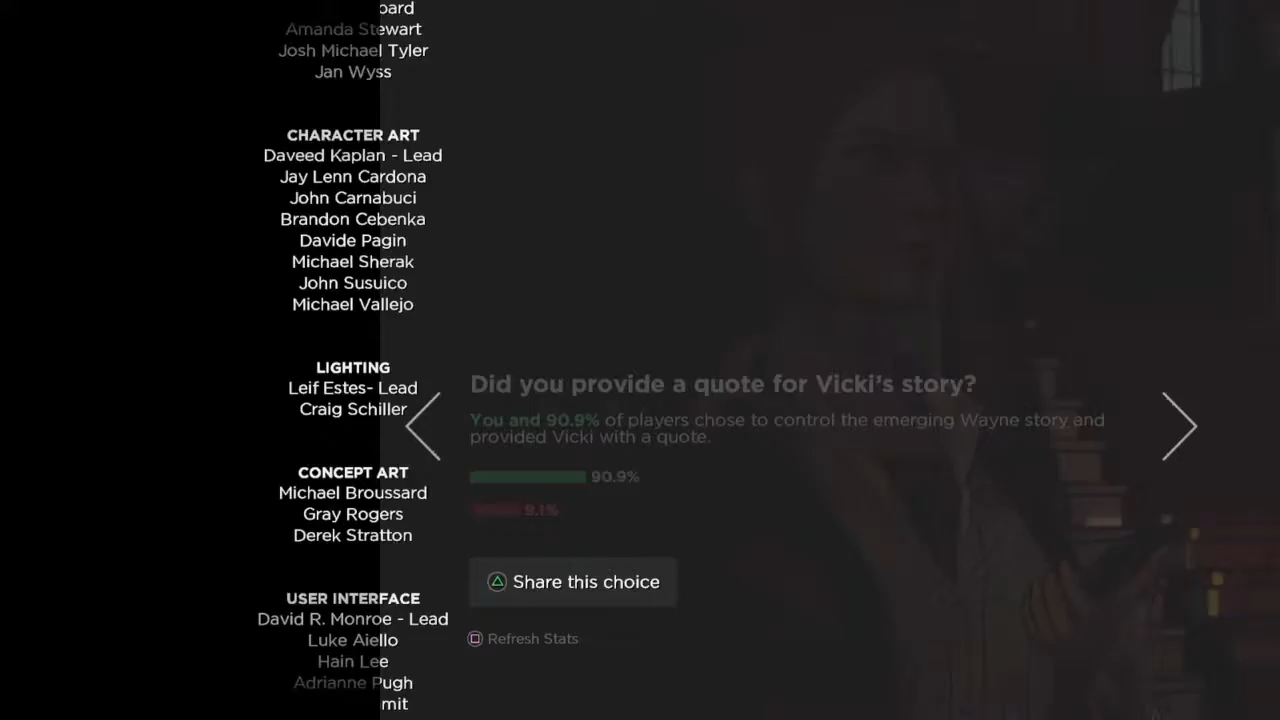 Amanda Stewart
Josh Michael Tyler
Jan Wyss
CHARACTER ART
Daveed Kaplan - Lead
Jay Lenn Cardona
John Carnabuci
Brandon Cebenka
Davide Pagin
Michael Sherak
John Susuico
Michael Vallejo
LIGHTING
Leif Estes- Lead
Craig Schiller
CONCEPT ART
Michael Broussard
Gray Rogers
Derek Stratton
USER INTERFACE
David R. Monroe - Lead
Luke Aiello
Hain Lee
Adrianne Pugh
Did you provide a quote for Vicki's story?
You and 90.9% of players chose to control the emerging Wayne story and
provided Vicki with a quote.
90.9%
9.1%
Share this choice
Refresh Stats